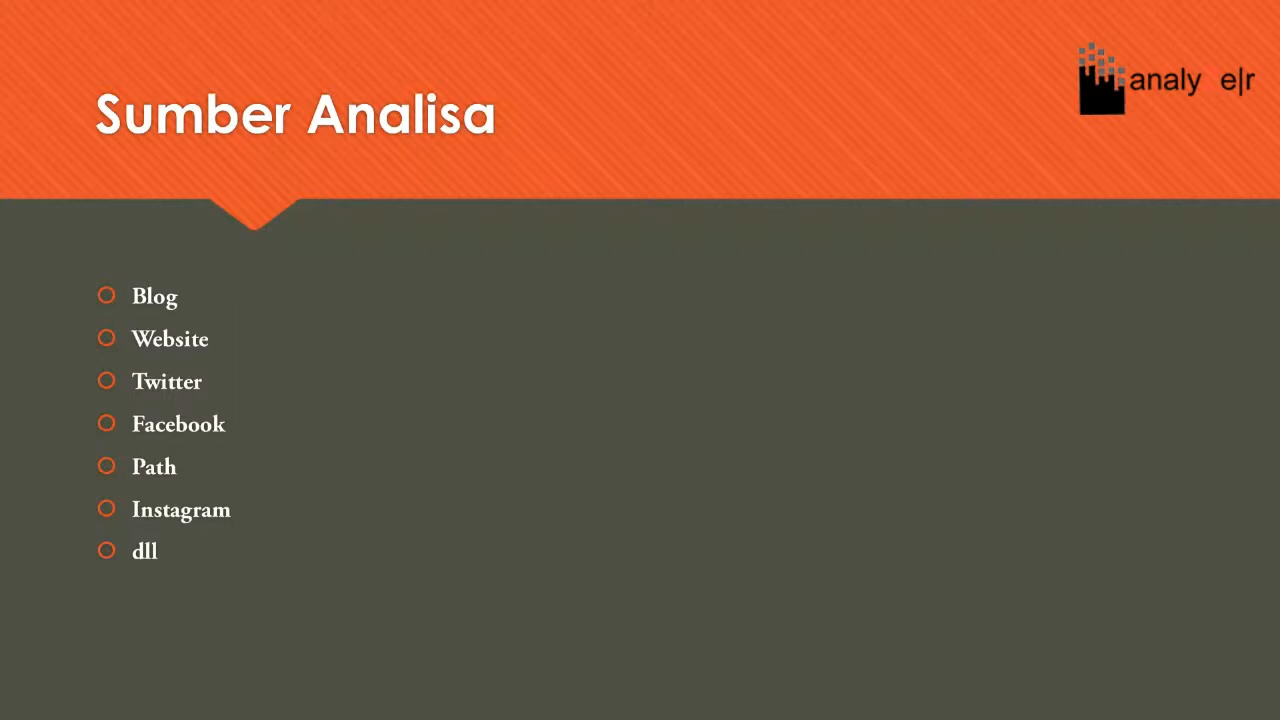 Sumber Analisa
analy e|r
Blog
Website
Twitter
Facebook
Path
Instagram
dll